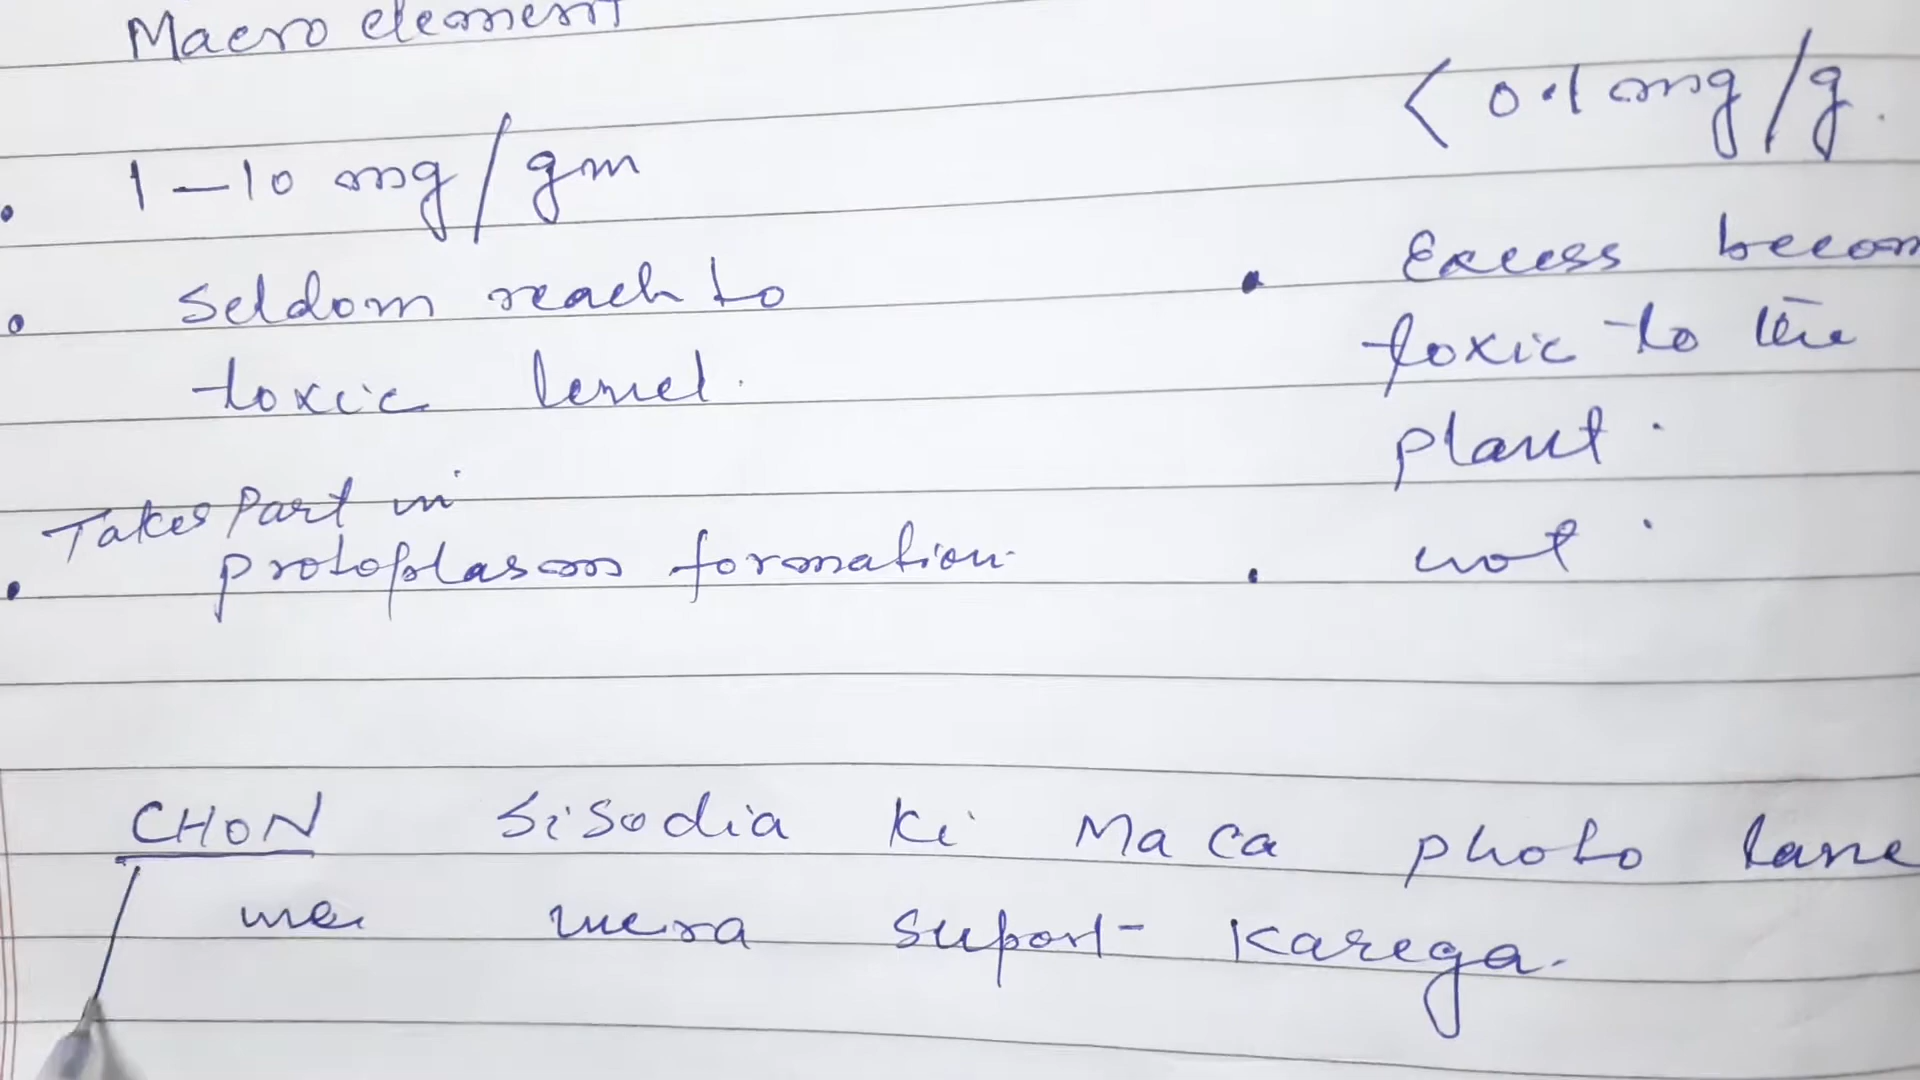 Macro element
1-10 mg/gm
Seldom reach to
toxic level.
Takes Part in
protoplasm formation.
< 0.1 mg/g.
Excess becom
toxic to the
plant.
not
CHON Sisodia ki Ma Ca photo lane
me mera suport karega.